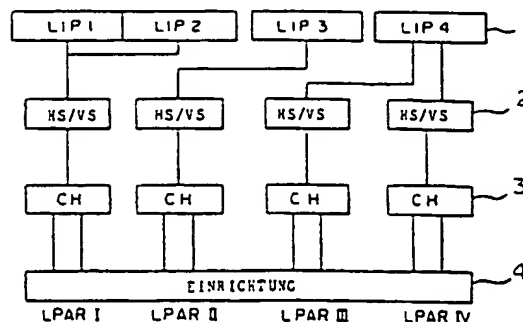 LIP 1 LIP 2 LIP 3 LIP 4
HS/VS HS/VS HS/VS HS/VS 2
CH CH CH CH 3
EINRICHTUNG 4
LPAR I LPAR II LPAR III LPAR IV